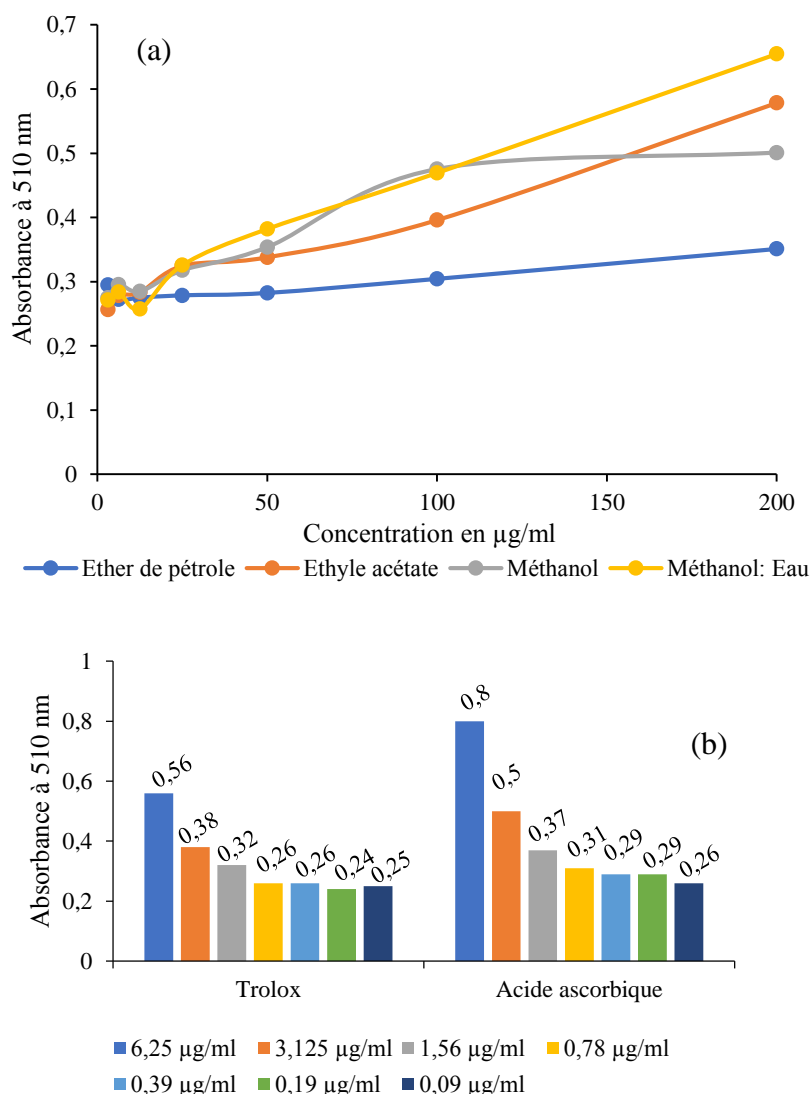 (a)
Absorbance à 510 nm
0,7
0,6
0,5
0,4
0,3
0,2
0,1
0
0 50 100 150 200
Concentration en µg/ml
Ether de pétrole Ethyle acétate Méthanol Méthanol: Eau
(b)
Absorbance à 510 nm
1
0,8
0,6
0,4
0,2
0
0,56 0,38 0,32 0,26 0,26 0,24 0,25
0,8 0,5 0,37 0,31 0,29 0,29 0,26
Trolox Acide ascorbique
6,25 µg/ml 3,125 µg/ml 1,56 µg/ml 0,78 µg/ml
0,39 µg/ml 0,19 µg/ml 0,09 µg/ml